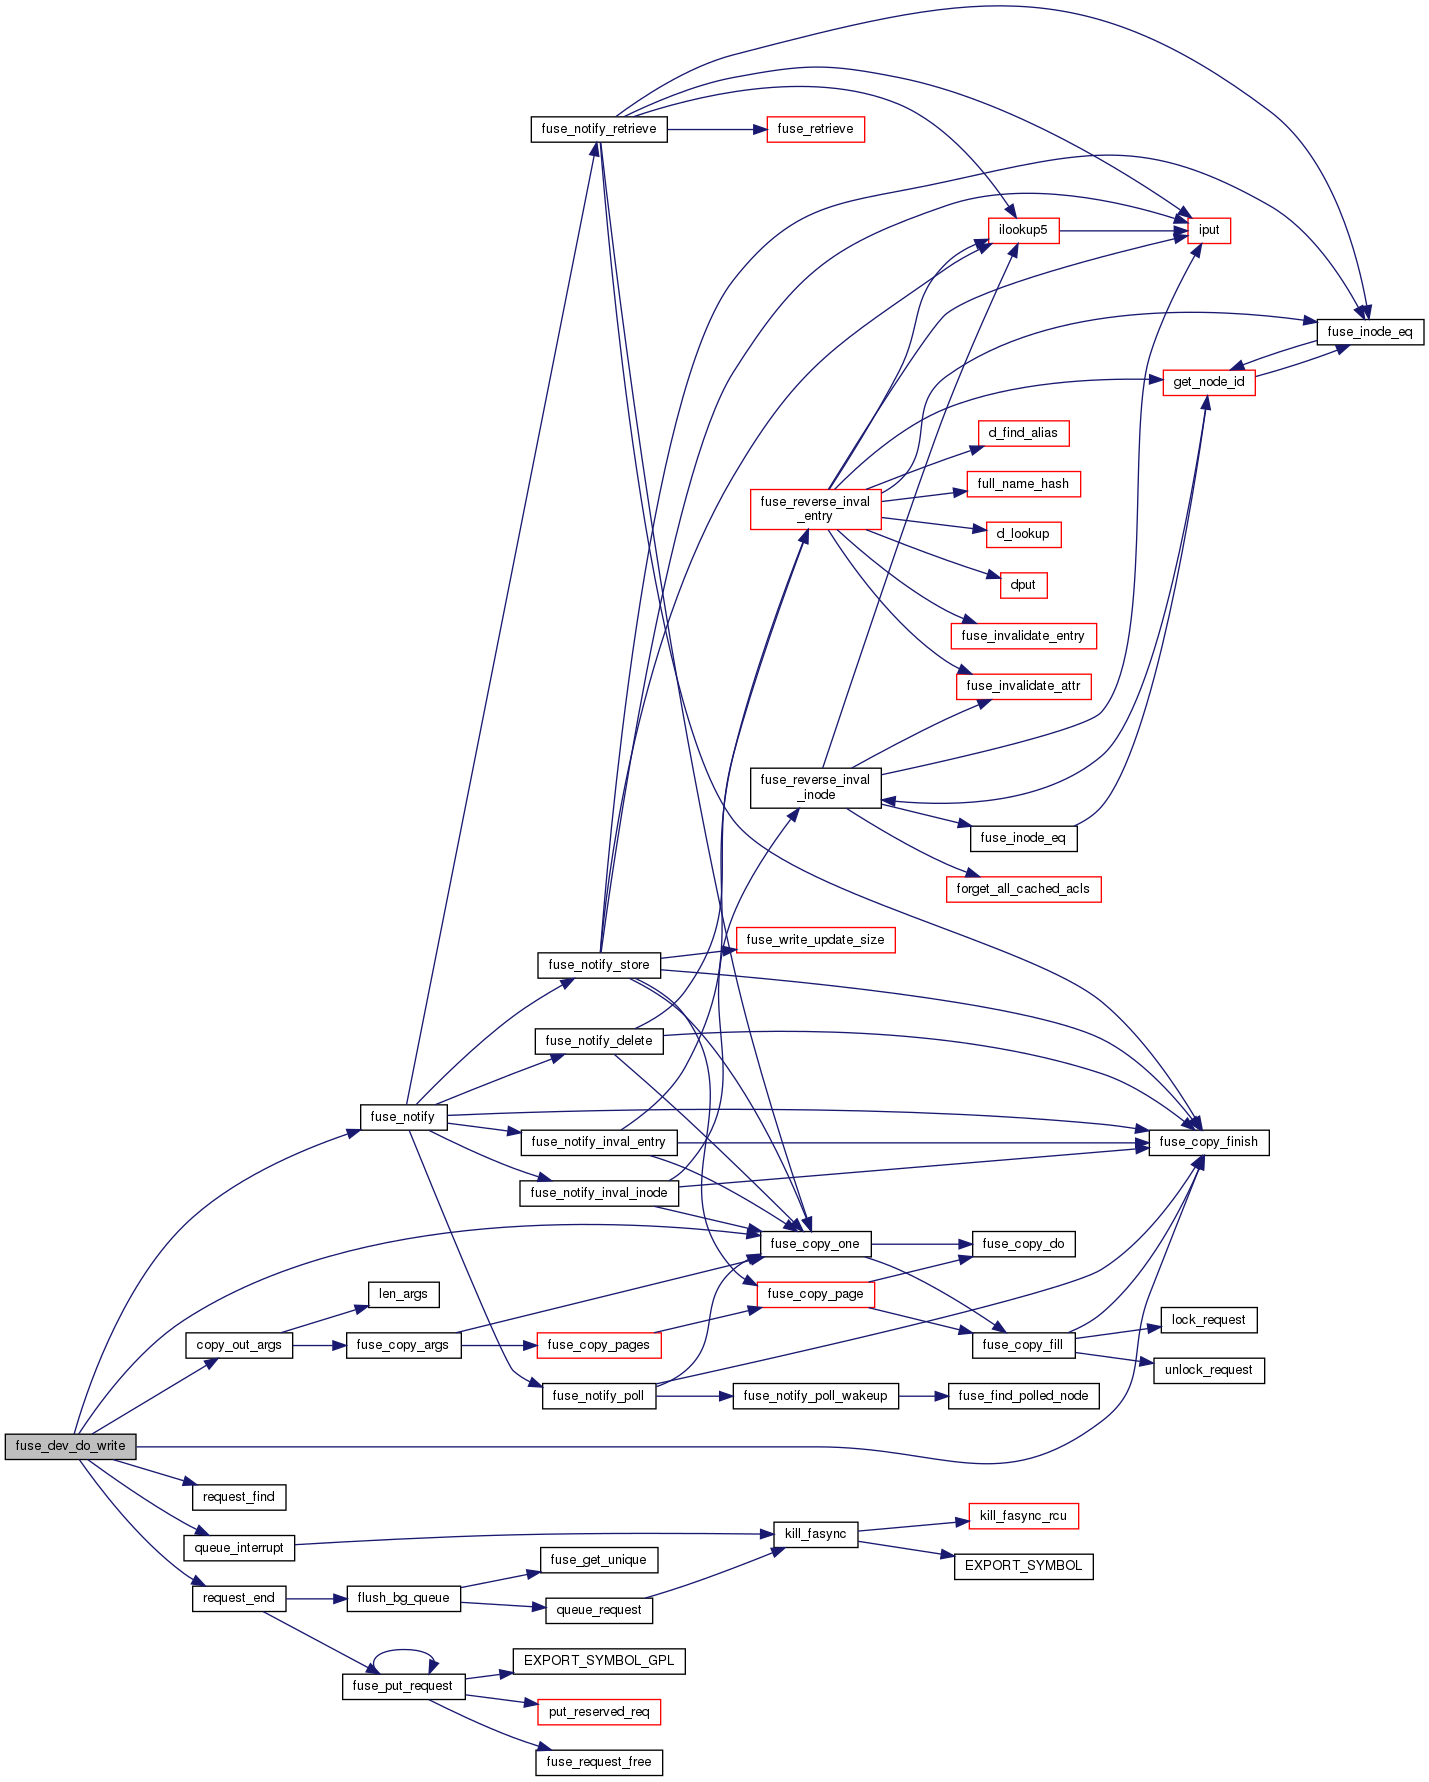 fuse_notify_retrieve
fuse_retrieve
ilookup5
iput
fuse_inode_eq
get_node_id
d_find_alias
full_name_hash
fuse_reverse_inval
_entry
d_lookup
dput
fuse_invalidate_entry
fuse_invalidate_attr
fuse_reverse_inval
_inode
fuse_inode_eq
forget_all_cached_acls
fuse_write_update_size
fuse_notify_store
fuse_notify_delete
fuse_notify
fuse_notify_inval_entry
fuse_copy_finish
fuse_notify_inval_inode
fuse_copy_one
fuse_copy_do
len_args
fuse_copy_page
lock_request
copy_out_args
fuse_copy_args
fuse_copy_pages
fuse_copy_fill
unlock_request
fuse_notify_poll
fuse_notify_poll_wakeup
fuse_find_polled_node
fuse_dev_do_write
request_find
kill_fasync_rcu
queue_interrupt
kill_fasync
fuse_get_unique
EXPORT_SYMBOL
request_end
flush_bg_queue
queue_request
EXPORT_SYMBOL_GPL
fuse_put_request
put_reserved_req
fuse_request_free